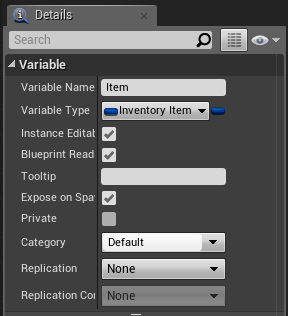 Details
Search
Variable
Variable Name Item
Variable Type Inventory Item
Instance Editab
Blueprint Read
Tooltip
Expose on Spa
Private
Category Default
Replication None
Replication Con None